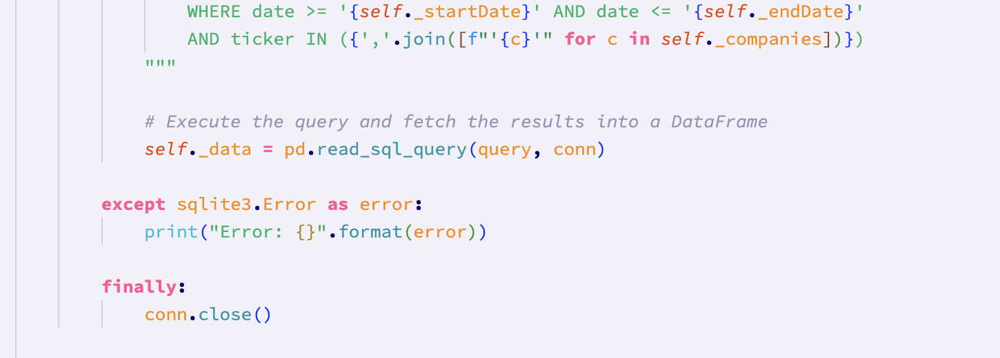 WHERE date >= '{self._startDate}' AND date <= '{self._endDate}'
AND ticker IN ({','.join([f"'{c}'" for c in self._companies])})
"""
# Execute the query and fetch the results into a DataFrame
self._data = pd.read_sql_query(query, conn)
except sqlite3.Error as error:
print("Error: {}".format(error))
finally:
conn.close()